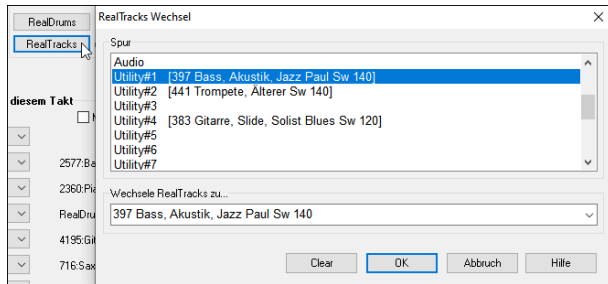 RealDrums
RealTracks
diesem Takt
2577:Ba
2360:Pia
RealDru
4195:Git
716:Sax
RealTracks Wechsel
Spur
Audio
Utility#1 [397 Bass, Akustik, Jazz Paul Sw 140]
Utility#2 [441 Trompete, Älterer Sw 140]
Utility#3
Utility#4 [383 Gitarre, Slide, Solist Blues Sw 120]
Utility#5
Utility#6
Utility#7
Wechsele RealTracks zu...
397 Bass, Akustik, Jazz Paul Sw 140
Clear OK Abbruch Hilfe